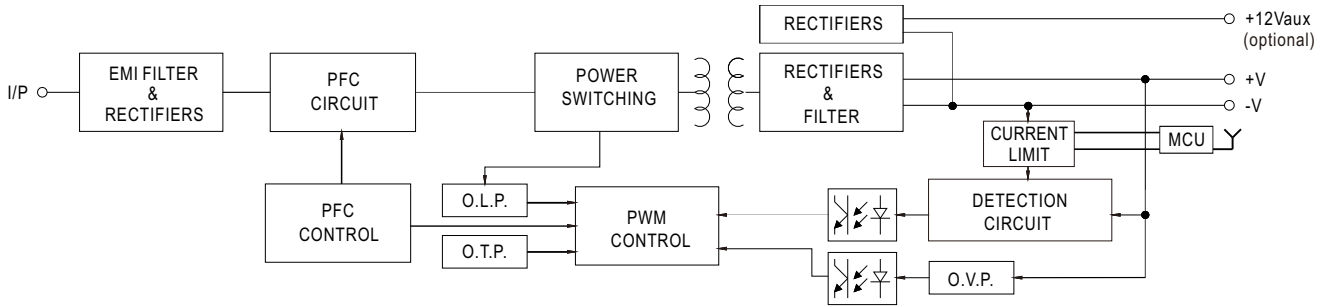 RECTIFIERS
+12Vaux
(optional)
I/P
EMI FILTER
&
RECTIFIERS
PFC
CIRCUIT
POWER
SWITCHING
RECTIFIERS
&
FILTER
+V
-V
CURRENT
LIMIT
MCU
PFC
CONTROL
O.L.P.
O.T.P.
PWM
CONTROL
DETECTION
CIRCUIT
O.V.P.